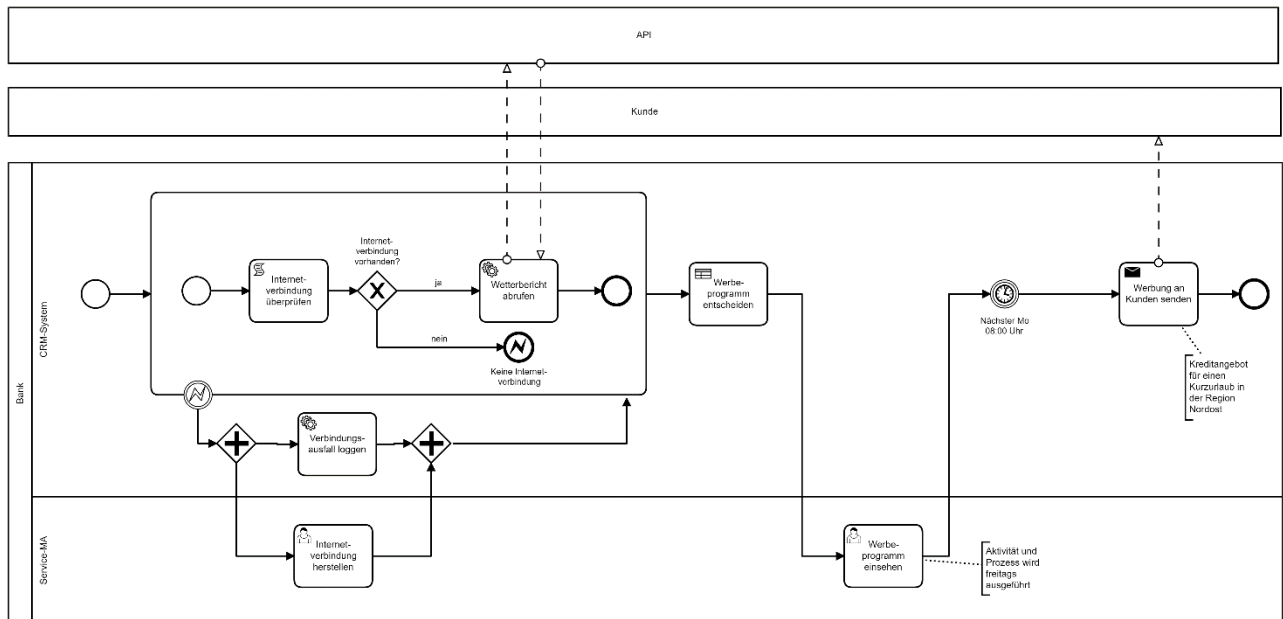 API
Kunde
Bank
CRM-System
Internet-
verbindung
überprüfen
Internet-
verbindung
vorhanden?
ja
nein
Wetterbericht
abrufen
Keine Internet-
verbindung
Werbe-
programm
entscheiden
Nächster Mo
08:00 Uhr
Werbung an
Kunden senden
Kreditangebot
für einen
Kurzurlaub in
der Region
Nordost
Verbindungs-
ausfall loggen
Service-MA
Internet-
verbindung
herstellen
Werbe-
programm
einsehen
Aktivität und
Prozess wird
freitags
ausgeführt